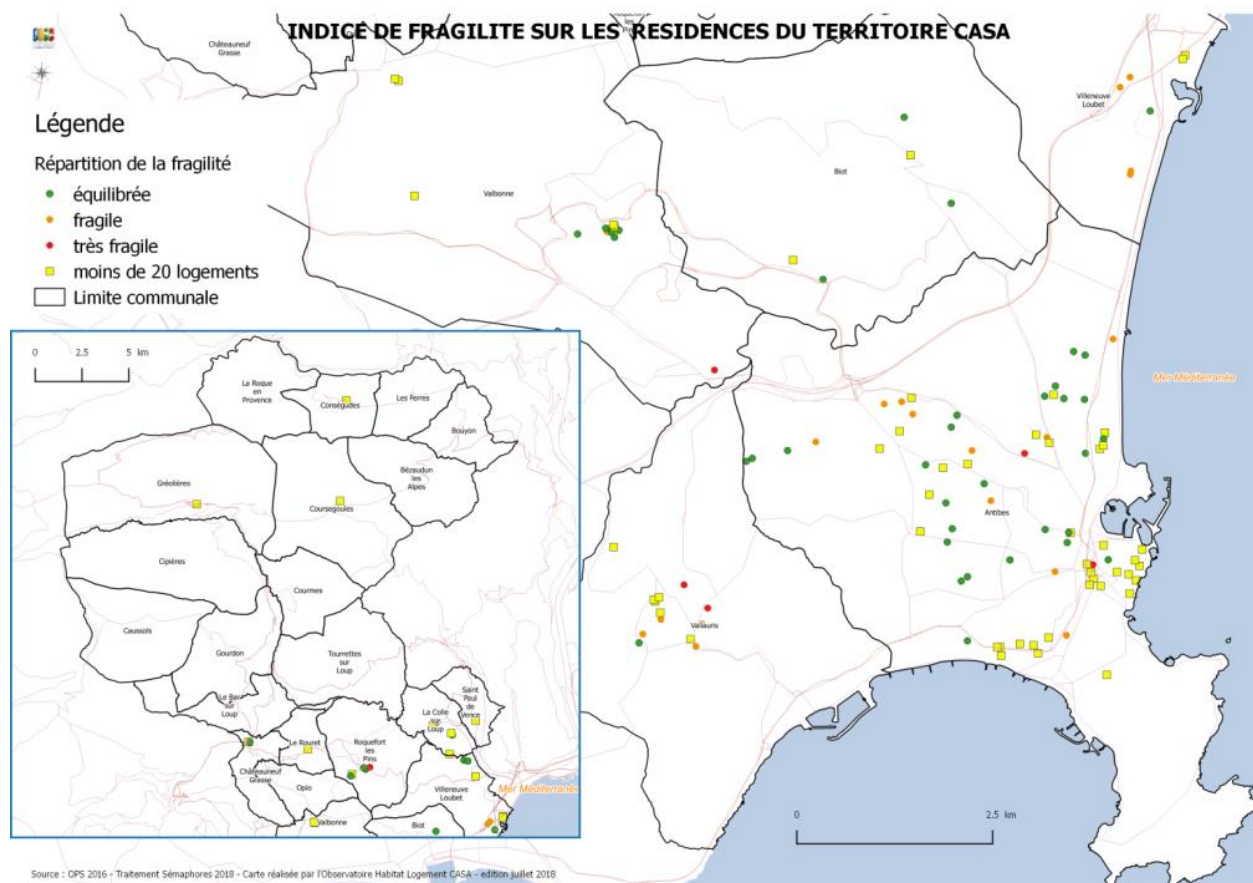 INDICE DE FRAGILITE SUR LES RESIDENCES DU TERRITOIRE CASA
Châteauneuf
Grasse
les
Pins
Villeneuve
Loubet
Légende
Répartition de la fragilité
équilibrée
fragile
très fragile
moins de 20 logements
Limite communale
Valbonne
Biot
Mer Méditerranée
Antibes
Vallauris
0 2.5 km
0 2.5 5 km
La Roque
en
Provence
Conségudes
Les Ferres
Bouyon
Bézaudun
les
Alpes
Gréolières
Coursegoules
Cipières
Courmes
Caussols
Gourdon
Tourrettes
sur
Loup
Le Bar
sur
Loup
Saint
Paul
de
Vence
La Colle
sur
Loup
Le Rouret
Roquefort
les
Pins
Châteauneuf
Grasse
Opio
Villeneuve
Loubet
Mer Méditerranée
Valbonne
Biot
Source : OPS 2016 - Traitement Sémaphores 2018 - Carte réalisée par l'Observatoire Habitat Logement CASA - edition juillet 2018